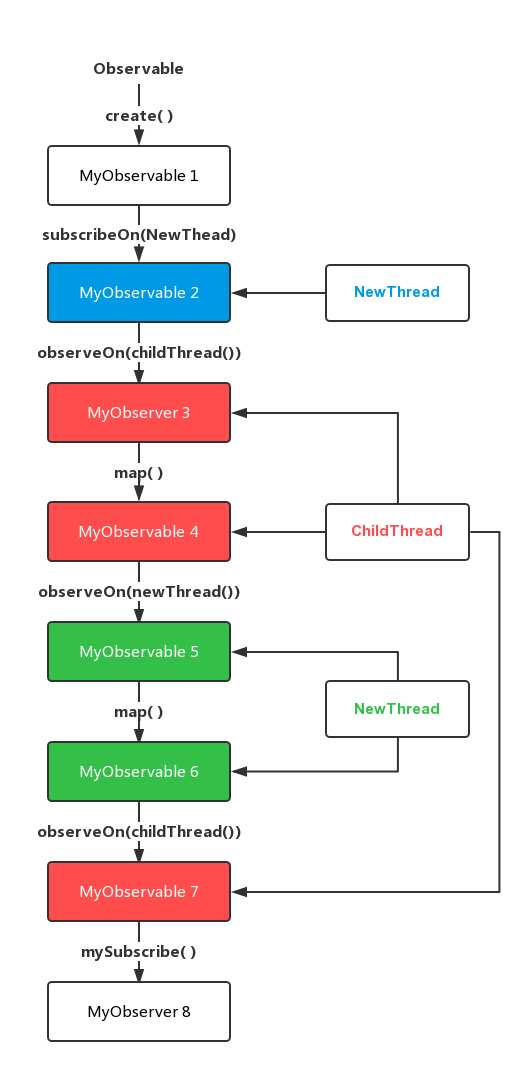 Observable
create( )
MyObservable 1
subscribeOn(NewThead)
MyObservable 2
NewThread
observeOn(childThread())
MyObserver 3
map( )
MyObservable 4
ChildThread
observeOn(newThread())
MyObservable 5
map( )
NewThread
MyObservable 6
observeOn(childThread())
MyObservable 7
mySubscribe( )
MyObserver 8